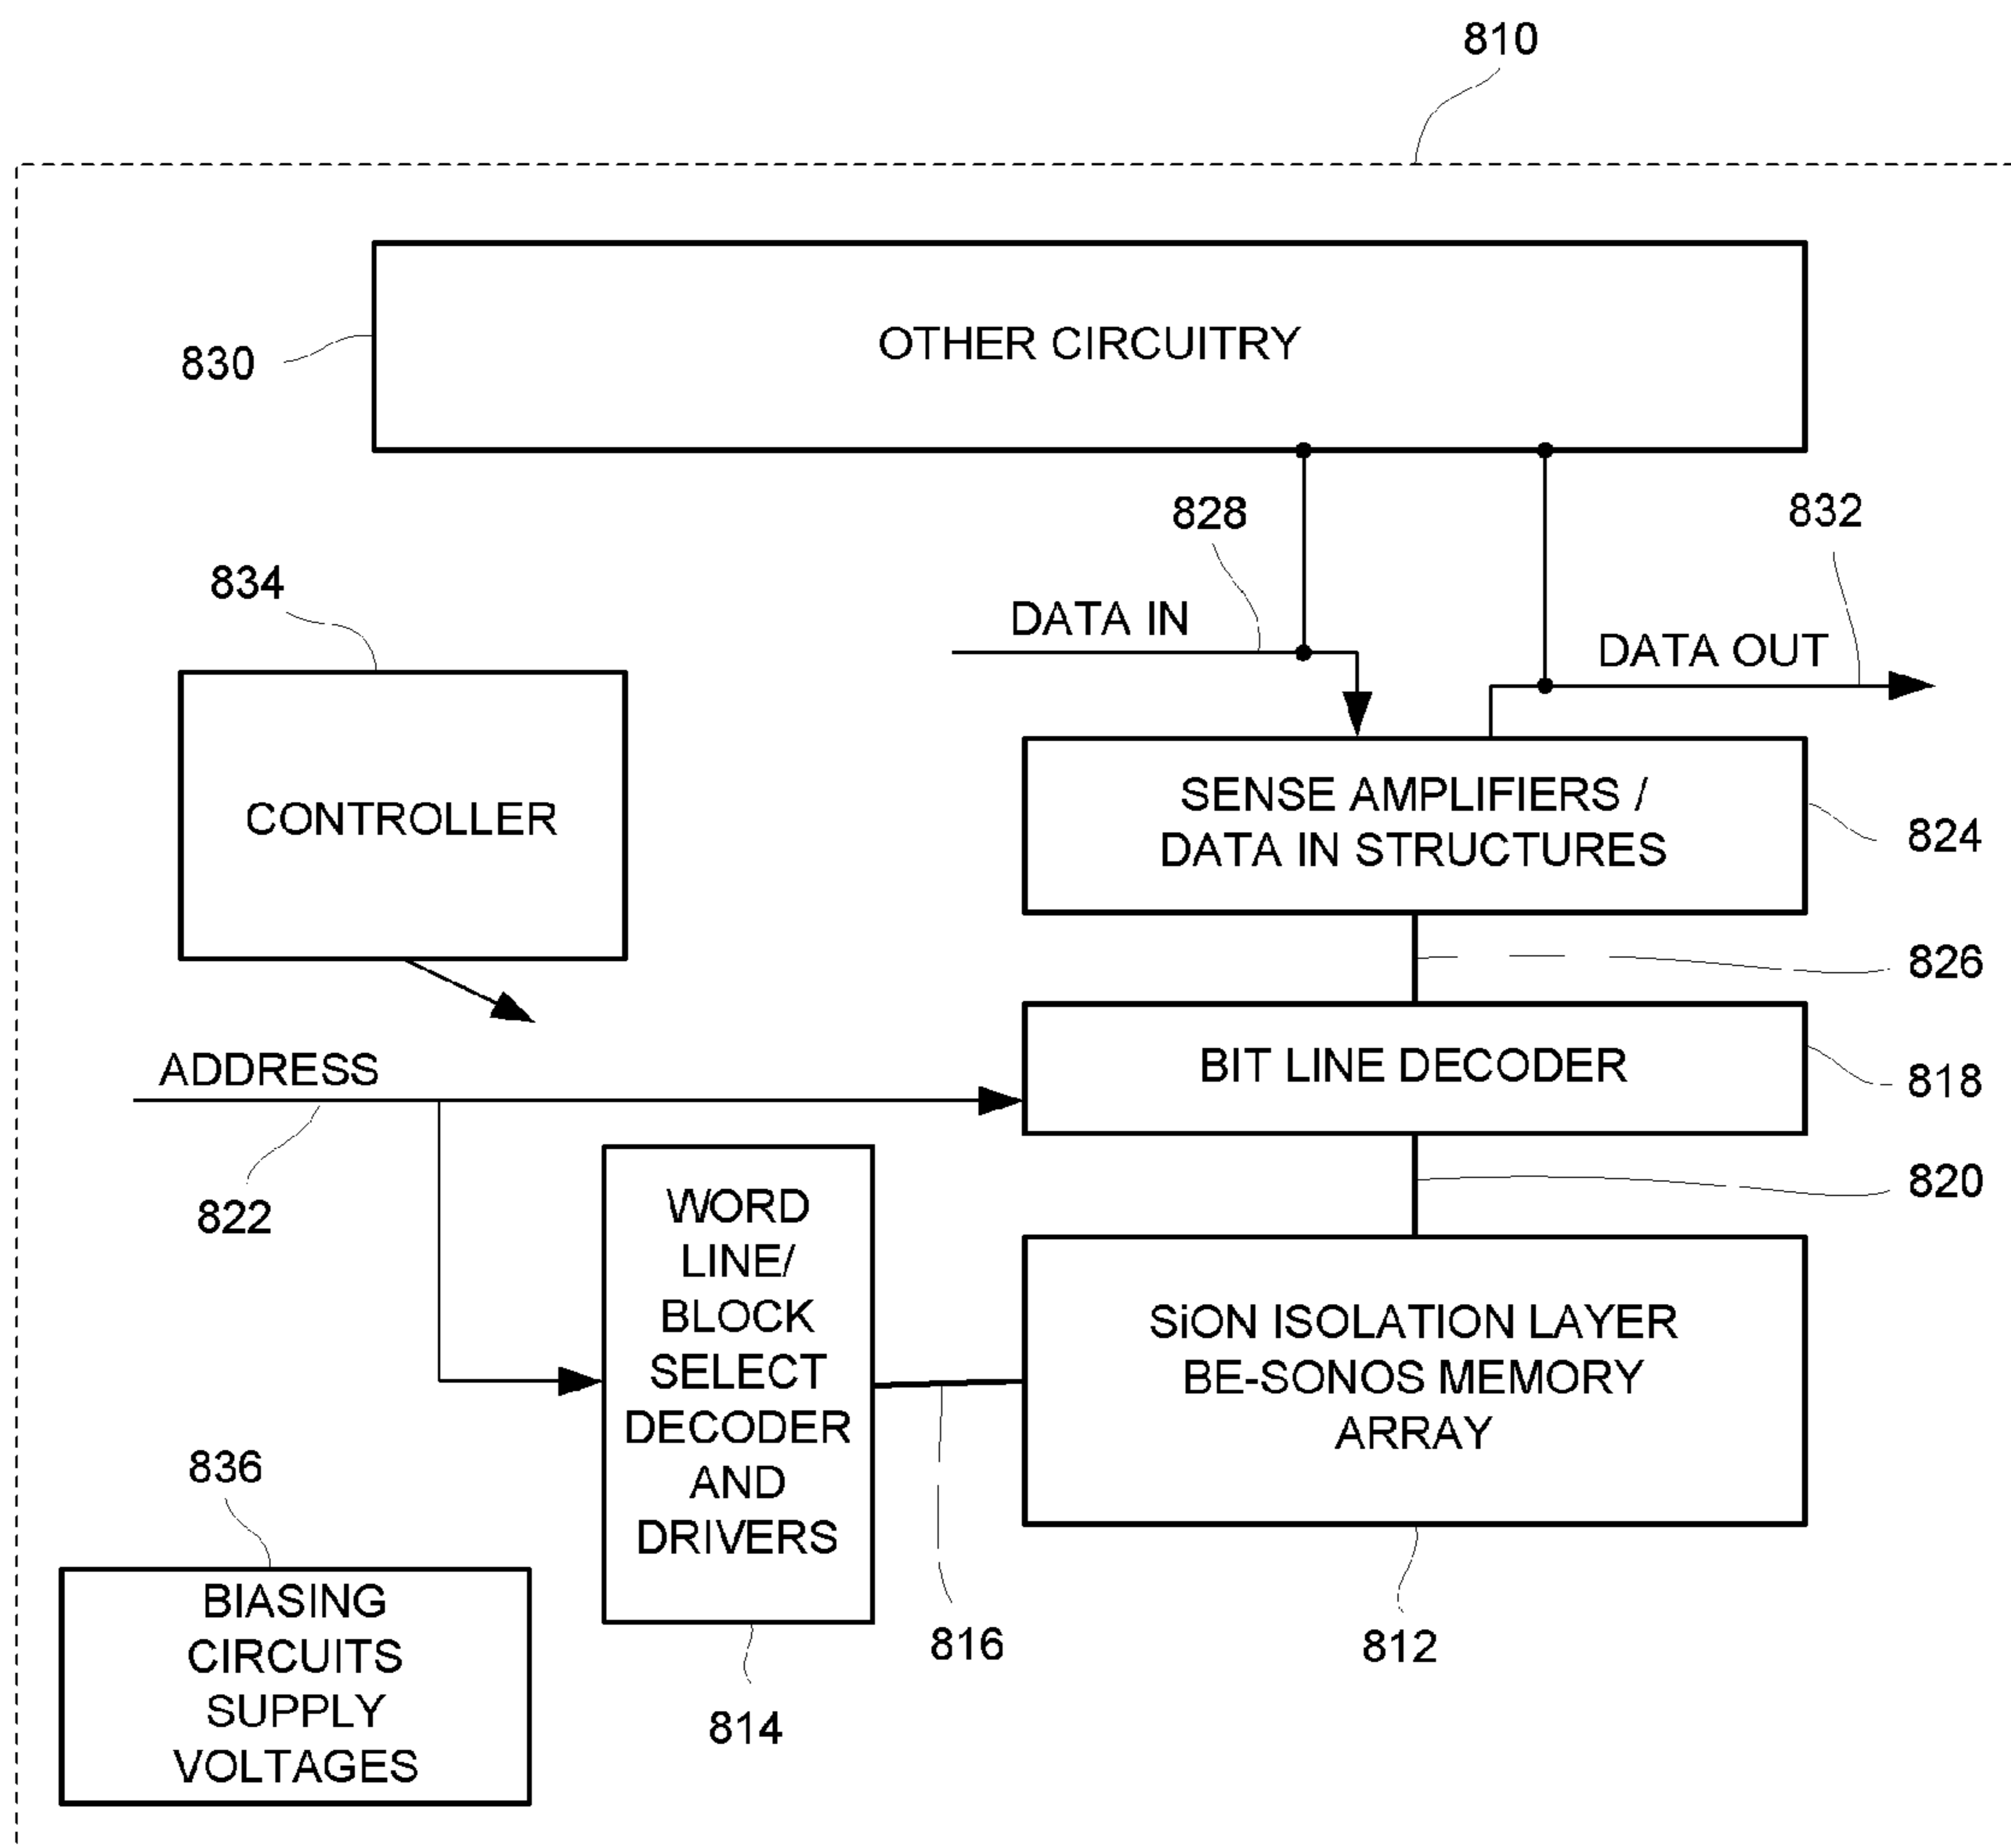 810
OTHER CIRCUITRY
830
828
832
834
DATA IN
DATA OUT
CONTROLLER
SENSE AMPLIFIERS /
DATA IN STRUCTURES
824
826
ADDRESS
BIT LINE DECODER
818
822
820
WORD
LINE/
BLOCK
SELECT
DECODER
AND
DRIVERS
SiON ISOLATION LAYER
BE-SONOS MEMORY
ARRAY
836
816
812
814
BIASING
CIRCUITS
SUPPLY
VOLTAGES